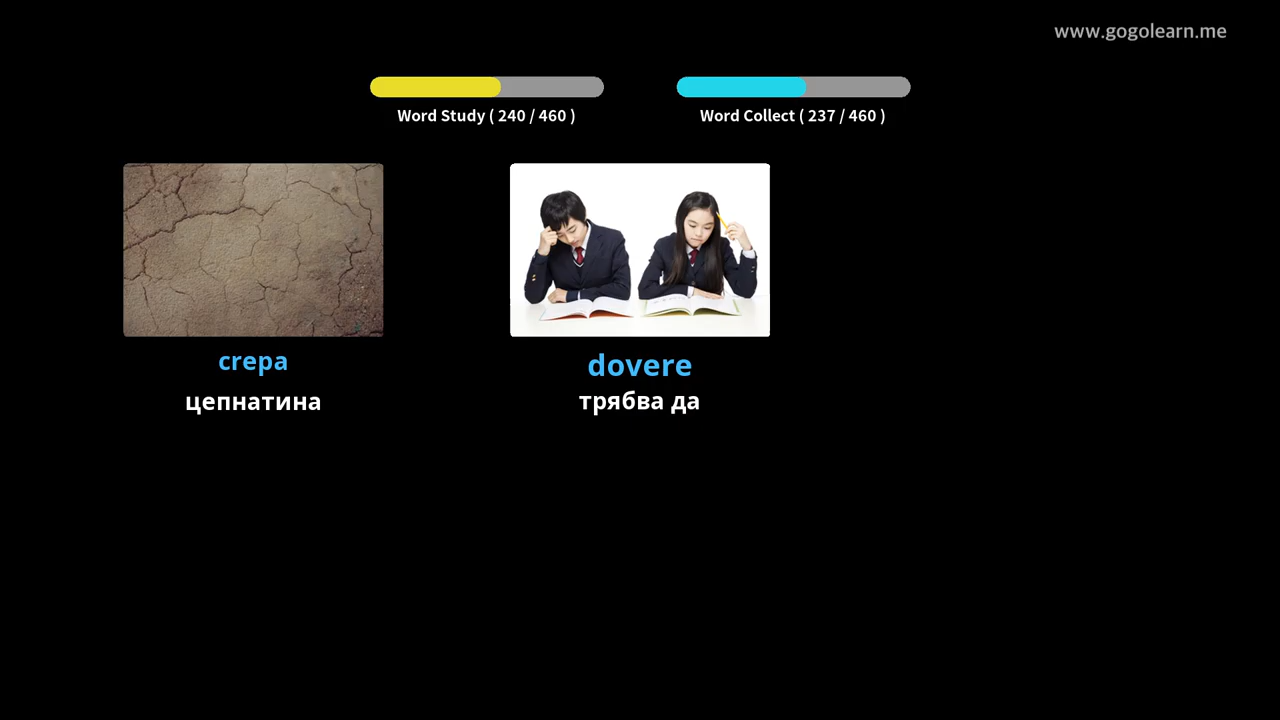 www.gogolearn.me
Word Study ( 240 / 460 )
Word Collect ( 237 / 460 )
crepa
цепнатина
dovere
трябва да